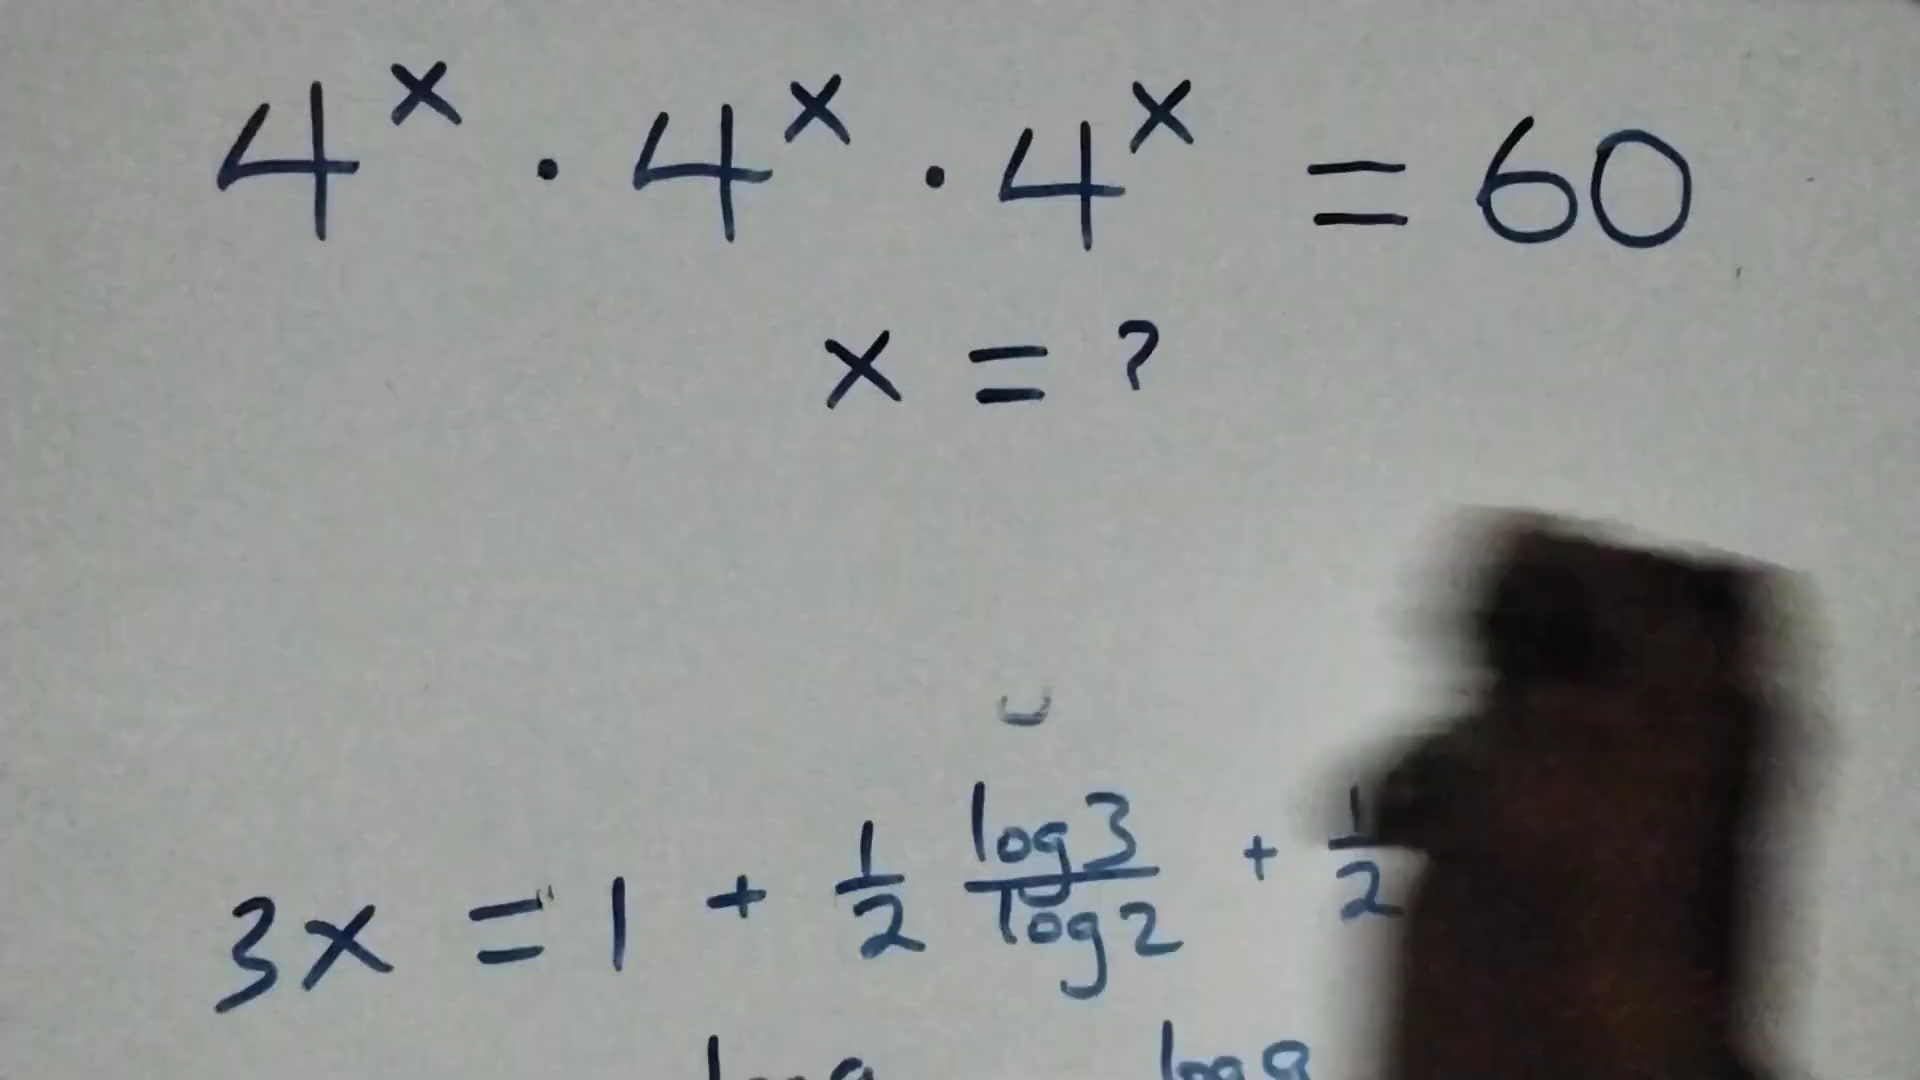 4^x · 4^x · 4^x = 60
x = ?
3x = 1 + 1/2 log3/log2 + 1/2